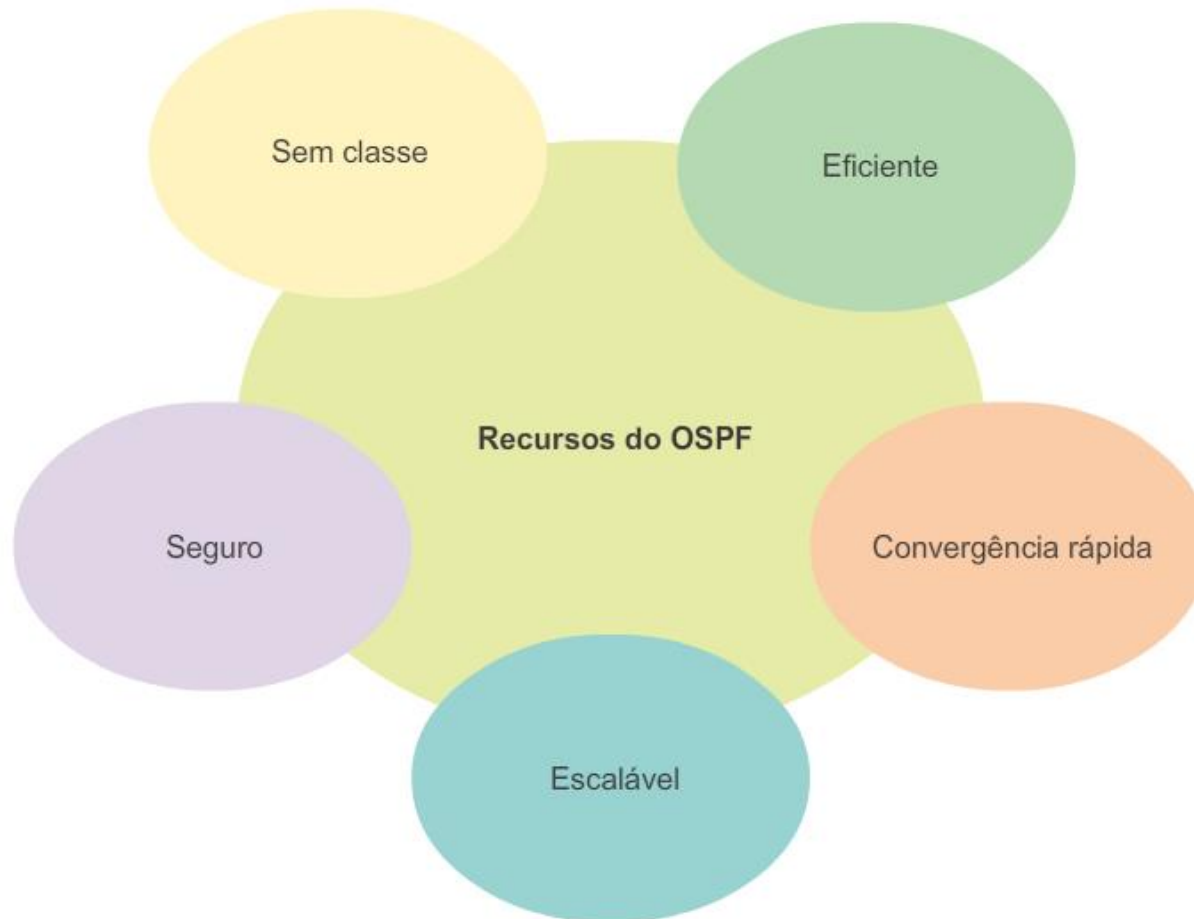 Sem classe
Eficiente
Recursos do OSPF
Seguro
Convergência rápida
Escalável